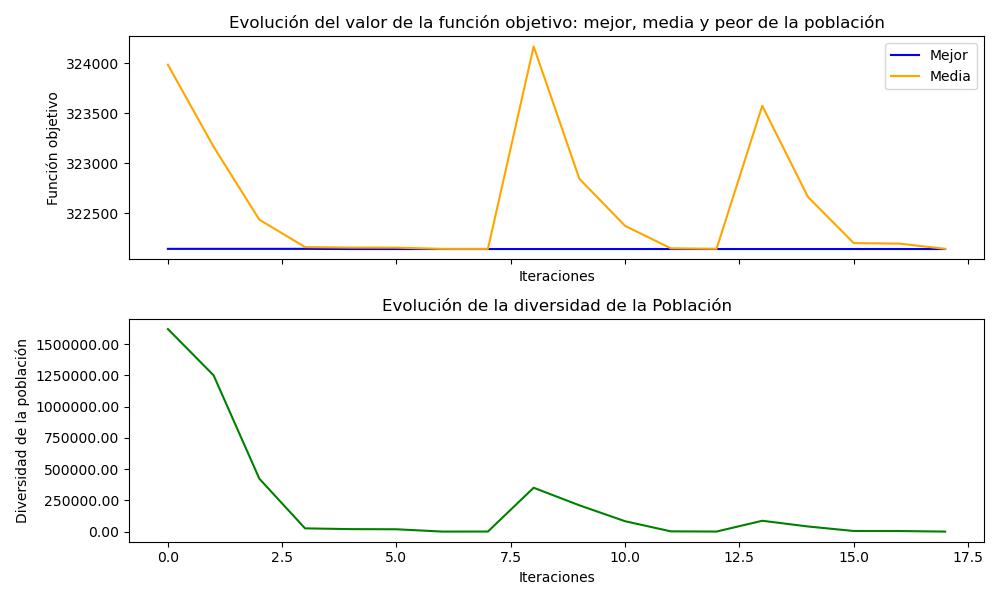 Evolución del valor de la función objetivo: mejor, media y peor de la población
Función objetivo
324000
323500
323000
322500
Mejor
Media
Iteraciones
Evolución de la diversidad de la Población
Diversidad de la población
1500000.00
1250000.00
1000000.00
750000.00
500000.00
250000.00
0.00
0.0 2.5 5.0 7.5 10.0 12.5 15.0 17.5
Iteraciones